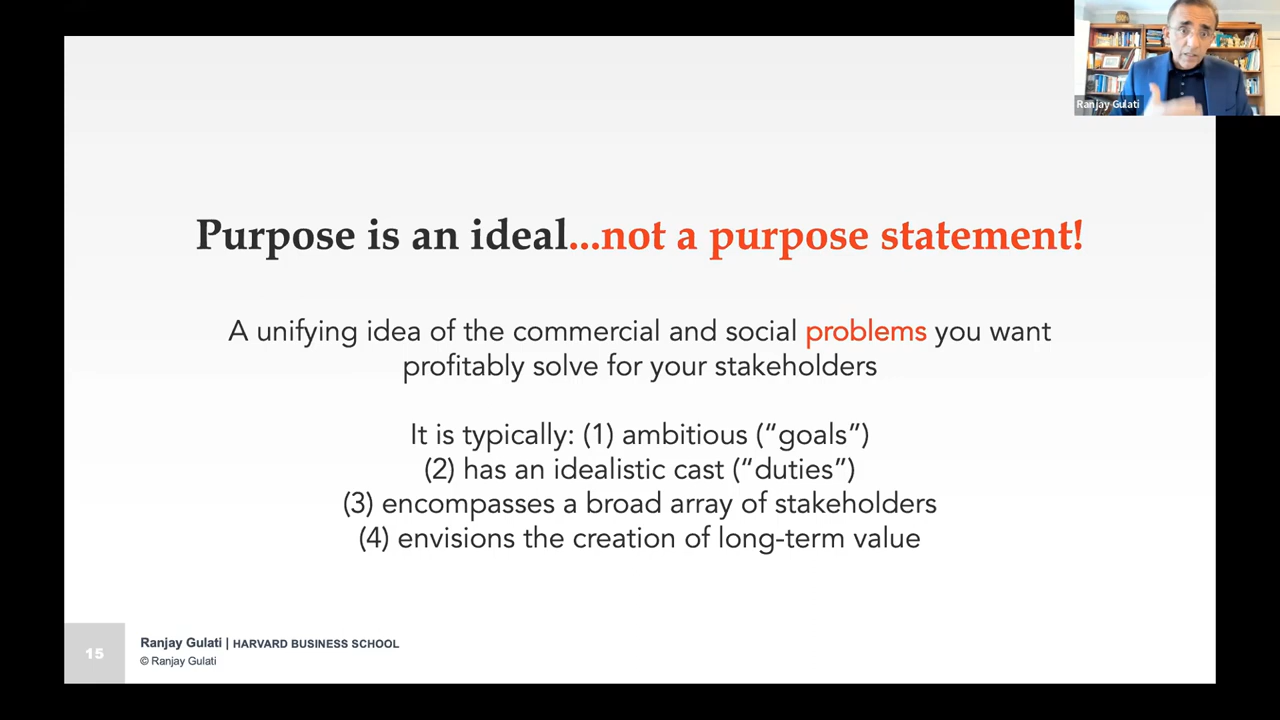 Ranjay Gulati
Purpose is an ideal...not a purpose statement!
A unifying idea of the commercial and social problems you want
profitably solve for your stakeholders
It is typically: (1) ambitious (“goals”)
(2) has an idealistic cast (“duties”)
(3) encompasses a broad array of stakeholders
(4) envisions the creation of long-term value
15
Ranjay Gulati | HARVARD BUSINESS SCHOOL
© Ranjay Gulati